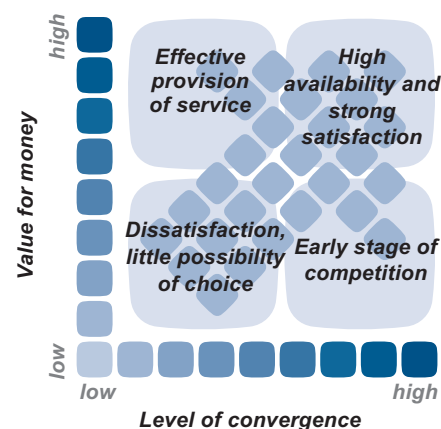 high
Effective
provision
of service
High
availability and
strong
satisfaction
Value for money
Dissatisfaction,
little possibility
of choice
Early stage of
competition
low
low
high
Level of convergence